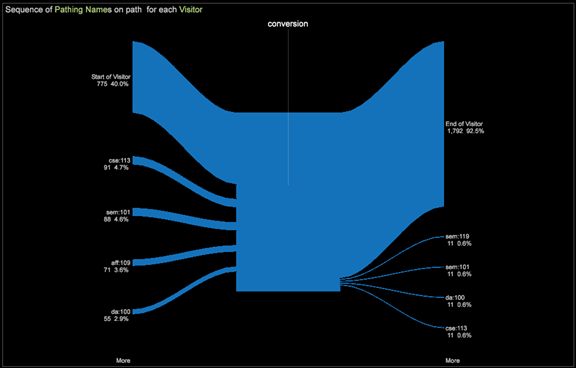 Sequence of Pathing Names on path for each Visitor
conversion
Start of Visitor
775 40.0%
cse:113
91 4.7%
sem:101
88 4.6%
aff:109
71 3.6%
da:100
55 2.9%
More
End of Visitor
1,792 92.5%
sem:119
11 0.6%
sem:101
11 0.6%
da:100
11 0.6%
cse:113
11 0.6%
More